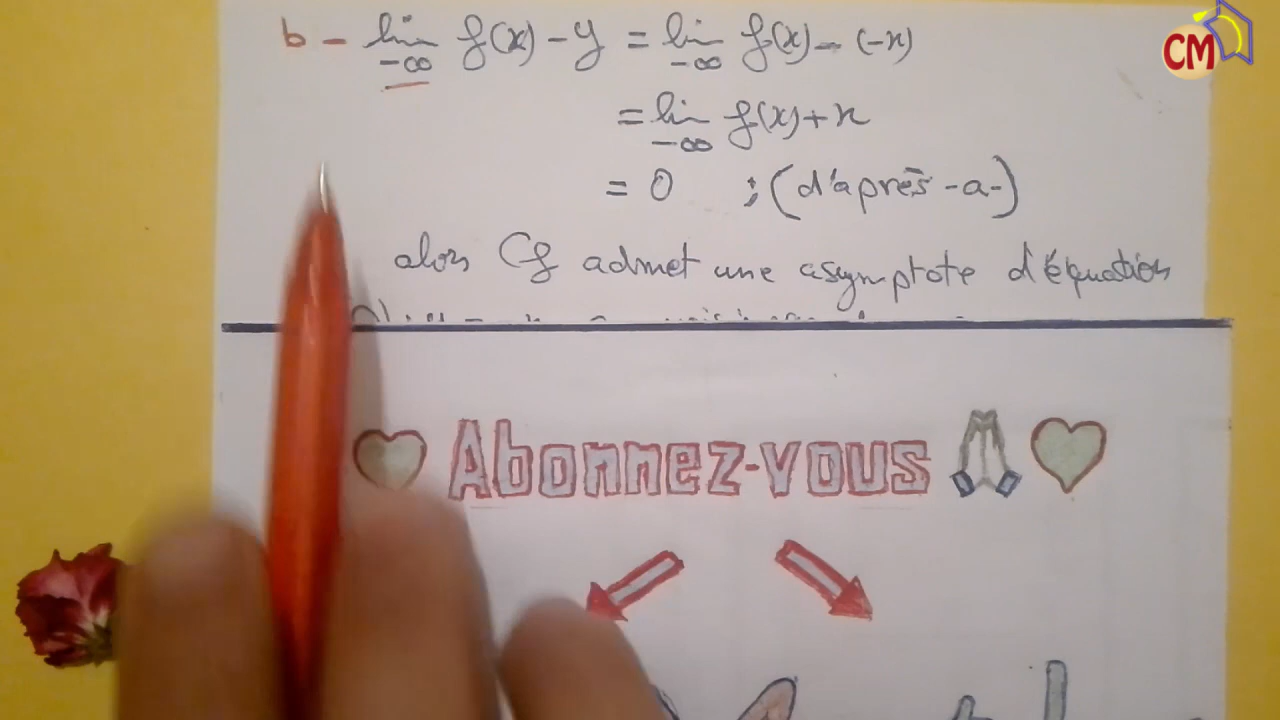 b - lim f(x) - y = lim f(x) - (-x)
-∞ -∞
= lim f(x) + x
-∞
= 0 ; (d'après -a-)
alors Cf admet une asymptote d'équation
Abonnez-vous
CM